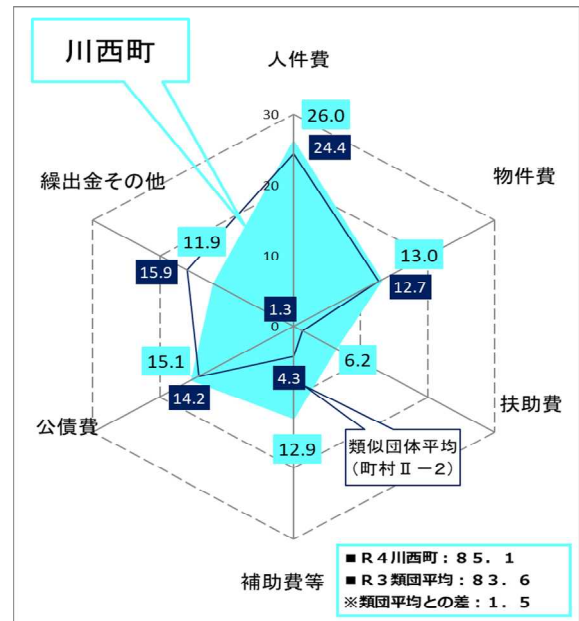 川西町
人件費
30
26.0
24.4
20
10
0
物件費
13.0
12.7
繰出金その他
11.9
15.9
1.3
6.2
扶助費
15.1
14.2
公債費
4.3
12.9
類似団体平均
（町村Ⅱ－2）
補助費等
■Ｒ４川西町：８５．１
■Ｒ３類団平均：８３．６
※類団平均との差：１．５